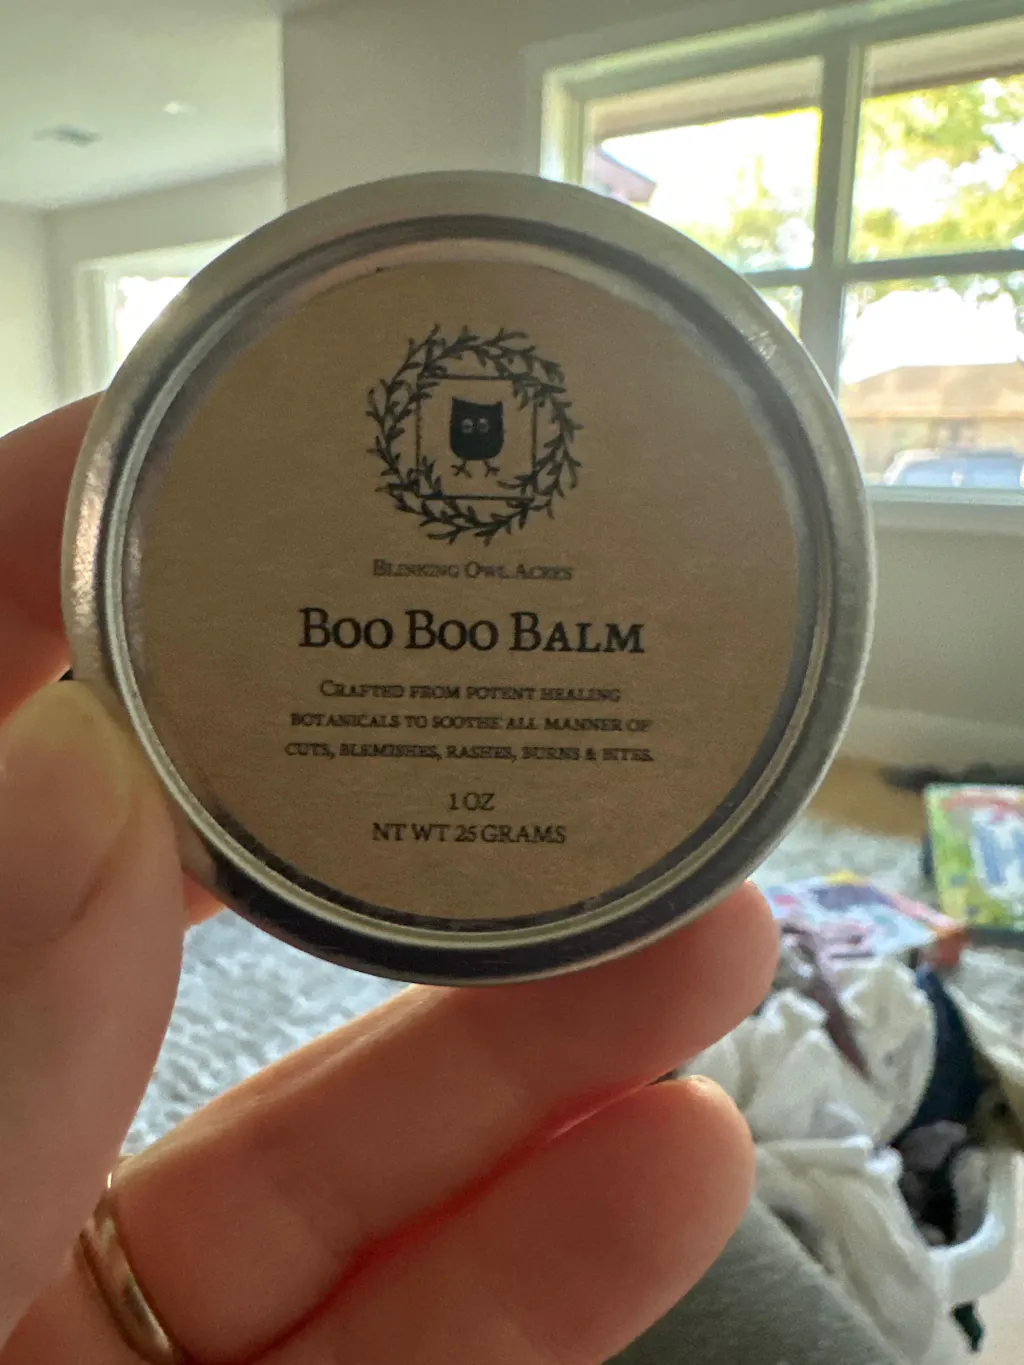 Blinking Owl Acres
Boo Boo Balm
Crafted from potent healing
botanicals to soothe all manner of
cuts, blemishes, rashes, burns & bites.
1 OZ
NT WT 25 GRAMS